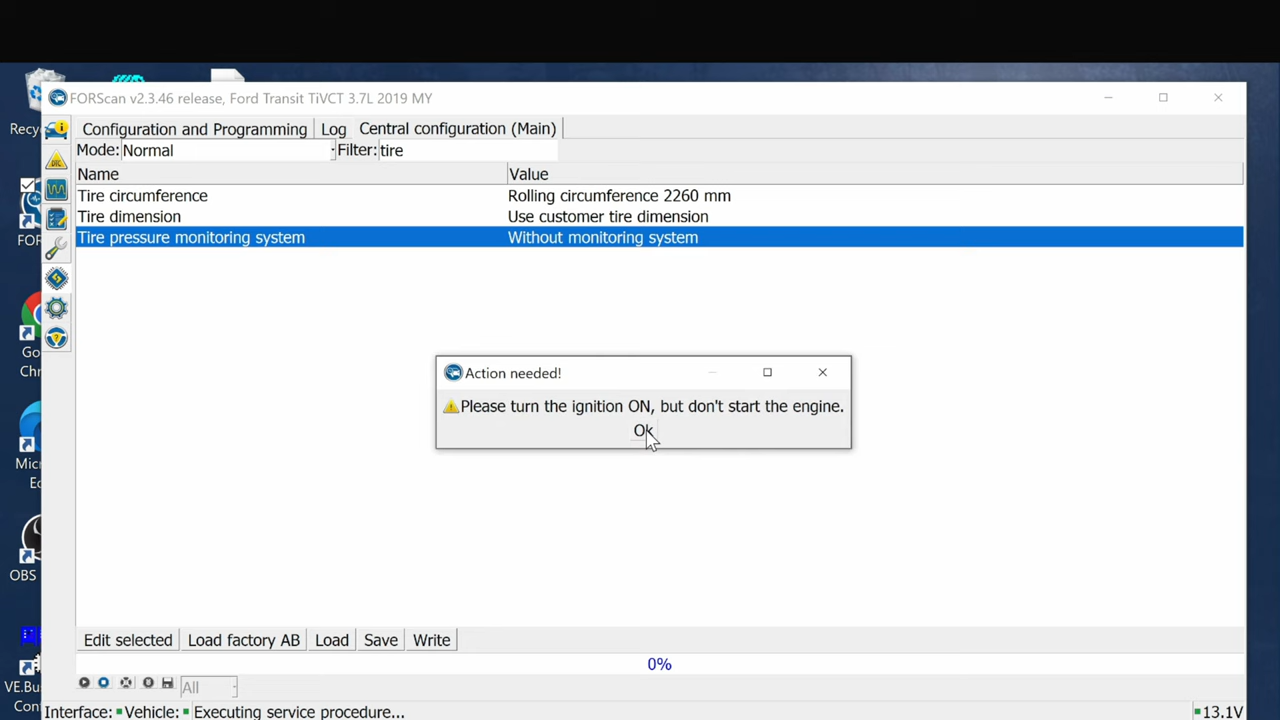 FORScan v2.3.46 release, Ford Transit TiVCT 3.7L 2019 MY
Configuration and Programming Log Central configuration (Main)
Mode: Normal Filter: tire
Name Value
Tire circumference Rolling circumference 2260 mm
Tire dimension Use customer tire dimension
Tire pressure monitoring system Without monitoring system
Action needed!
Please turn the ignition ON, but don't start the engine.
Ok
Edit selected Load factory AB Load Save Write
0%
All
Interface: Vehicle: Executing service procedure... 13.1V
Recy
FOR
Go
Chr
Micr
Ed
OBS
VE.Bu
Con